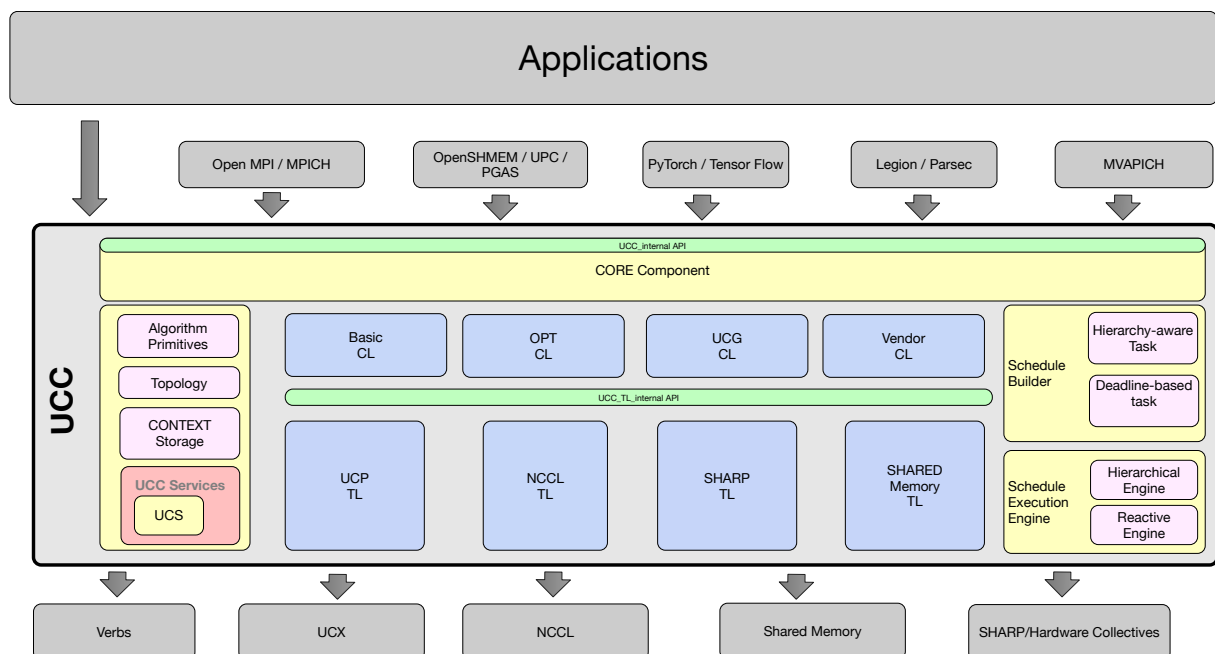 Applications
Open MPI / MPICH
OpenSHMEM / UPC /
PGAS
PyTorch / Tensor Flow
Legion / Parsec
MVAPICH
UCC
UCC_internal API
CORE Component
Algorithm
Primitives
Topology
CONTEXT
Storage
UCC Services
UCS
Basic
CL
OPT
CL
UCG
CL
Vendor
CL
UCC_TL_internal API
UCP
TL
NCCL
TL
SHARP
TL
SHARED
Memory
TL
Schedule
Builder
Hierarchy-aware
Task
Deadline-based
task
Schedule
Execution
Engine
Hierarchical
Engine
Reactive
Engine
Verbs
UCX
NCCL
Shared Memory
SHARP/Hardware Collectives